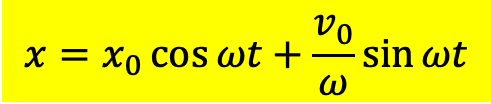 x = x₀ cos ωt + v₀/ω sin ωt